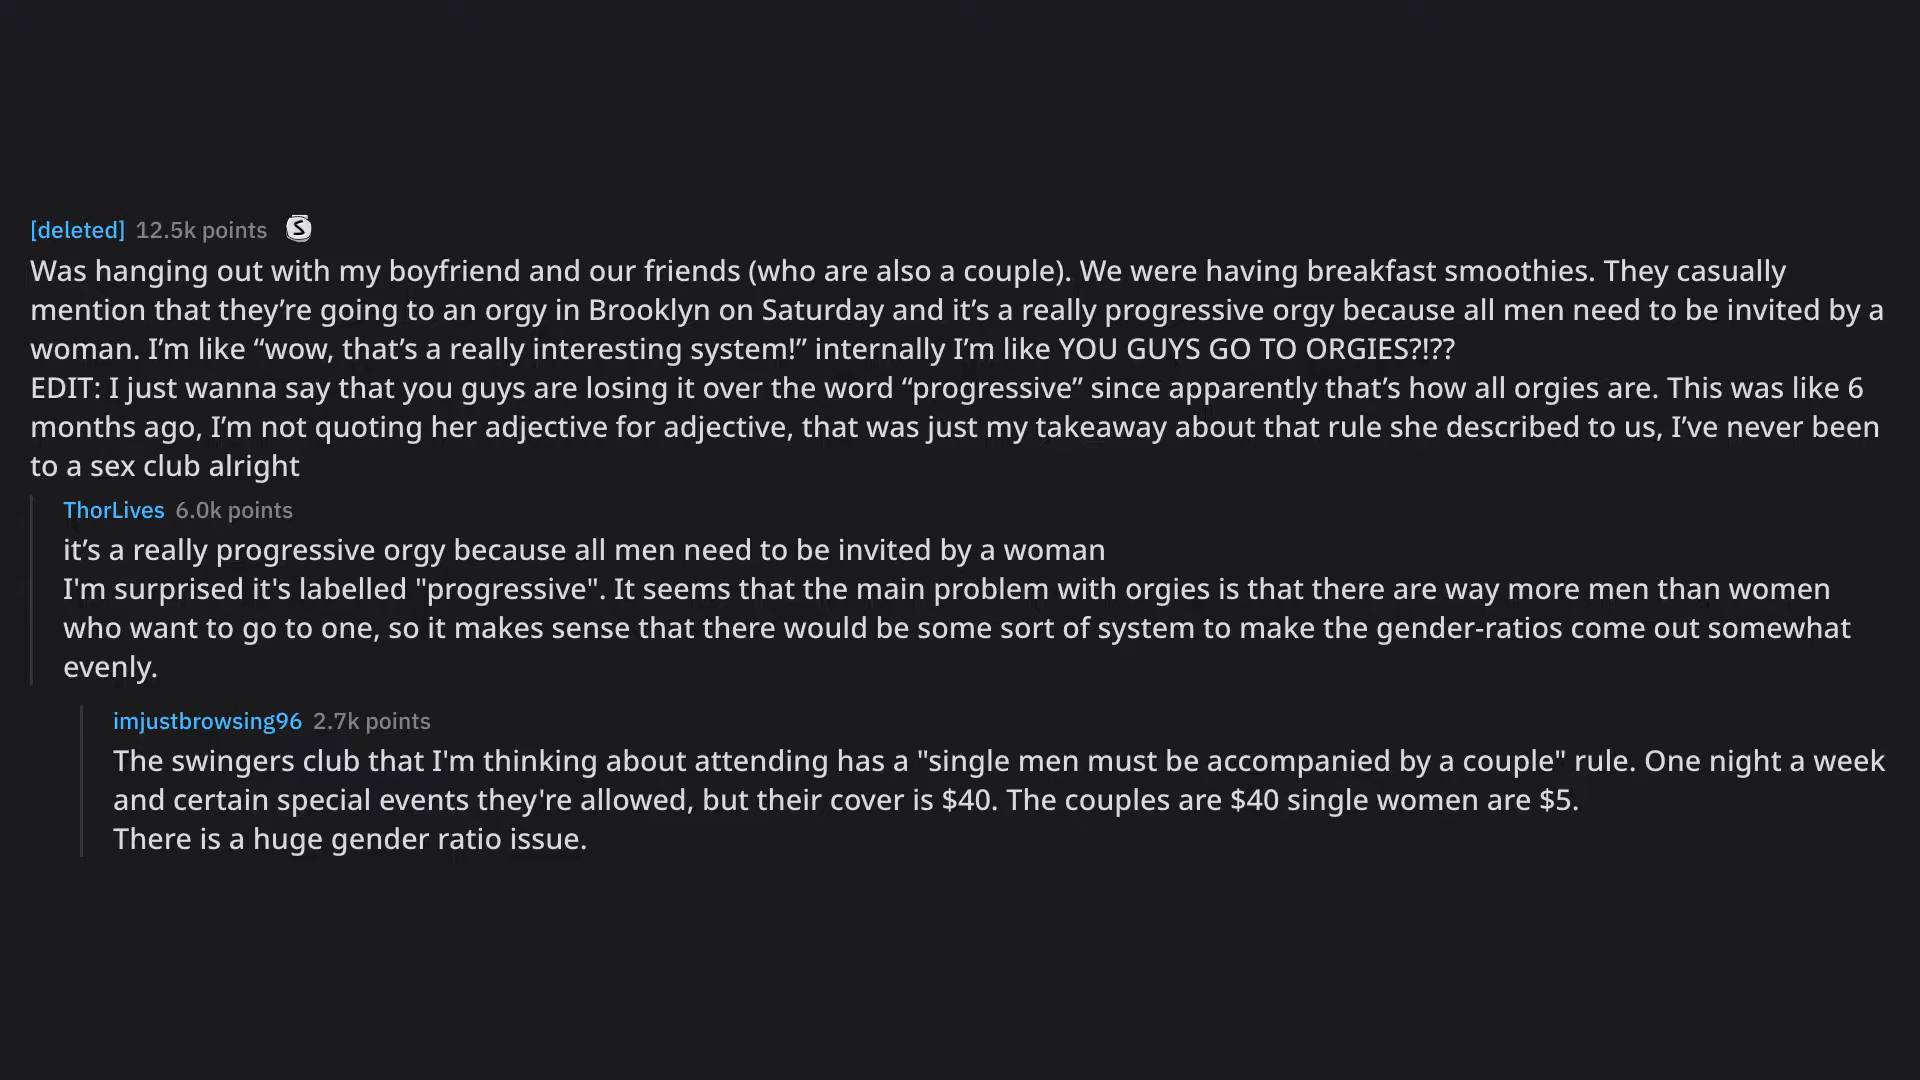 [deleted] 12.5k points S
Was hanging out with my boyfriend and our friends (who are also a couple). We were having breakfast smoothies. They casually
mention that they’re going to an orgy in Brooklyn on Saturday and it’s a really progressive orgy because all men need to be invited by a
woman. I’m like “wow, that’s a really interesting system!” internally I’m like YOU GUYS GO TO ORGIES?!??
EDIT: I just wanna say that you guys are losing it over the word “progressive” since apparently that’s how all orgies are. This was like 6
months ago, I’m not quoting her adjective for adjective, that was just my takeaway about that rule she described to us, I’ve never been
to a sex club alright
ThorLives 6.0k points
it’s a really progressive orgy because all men need to be invited by a woman
I'm surprised it's labelled "progressive". It seems that the main problem with orgies is that there are way more men than women
who want to go to one, so it makes sense that there would be some sort of system to make the gender-ratios come out somewhat
evenly.
imjustbrowsing96 2.7k points
The swingers club that I'm thinking about attending has a "single men must be accompanied by a couple" rule. One night a week
and certain special events they're allowed, but their cover is $40. The couples are $40 single women are $5.
There is a huge gender ratio issue.